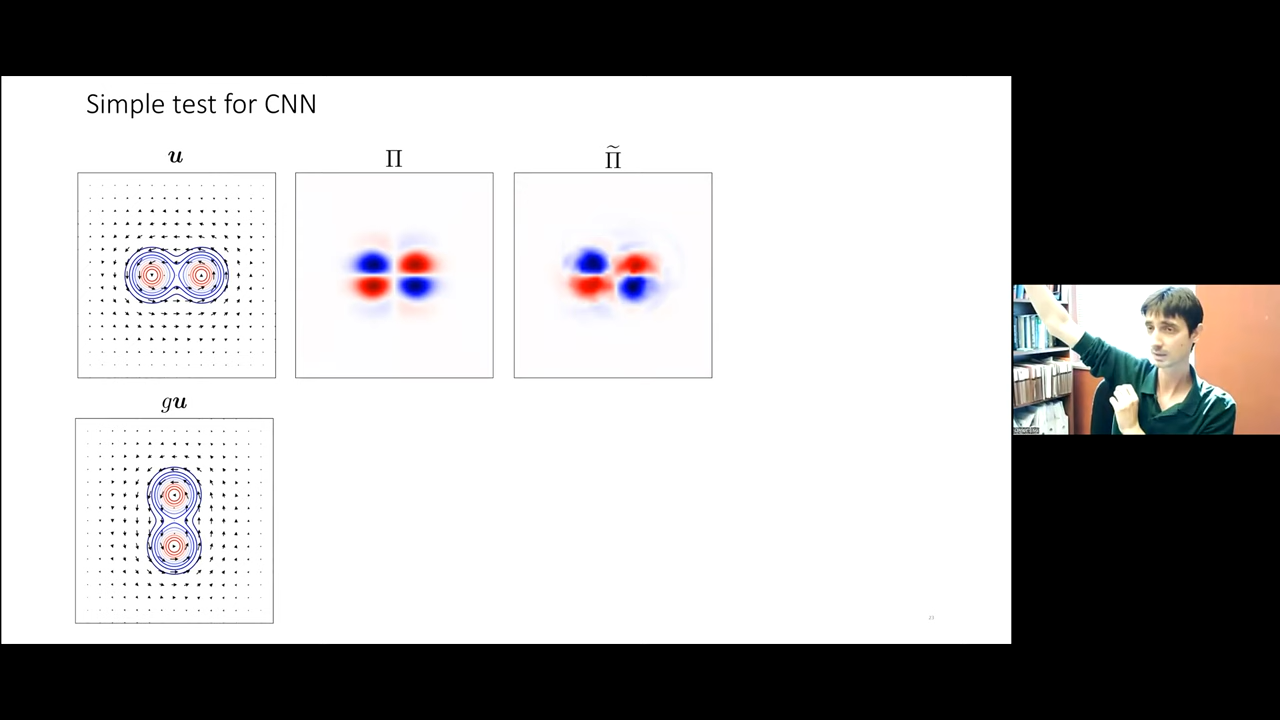 Simple test for CNN
𝒖 Π Π̃
g𝒖